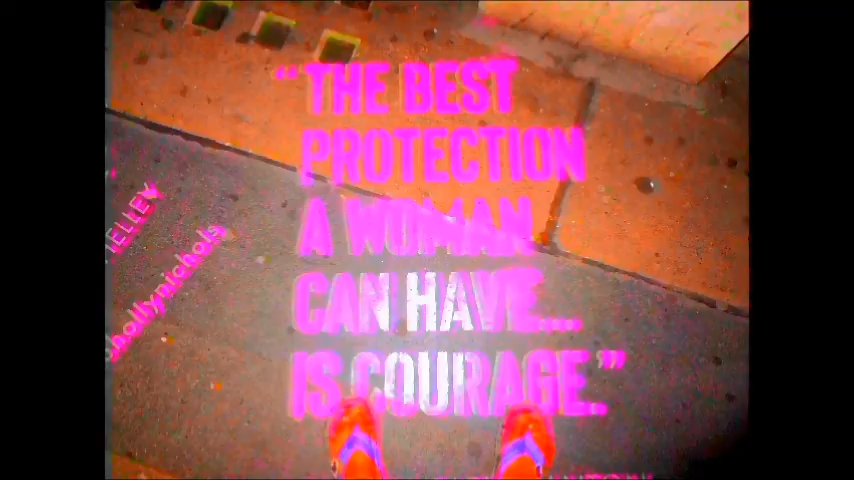 “THE BEST
PROTECTION
A WOMAN
CAN HAVE...
IS COURAGE.”
hollynichols